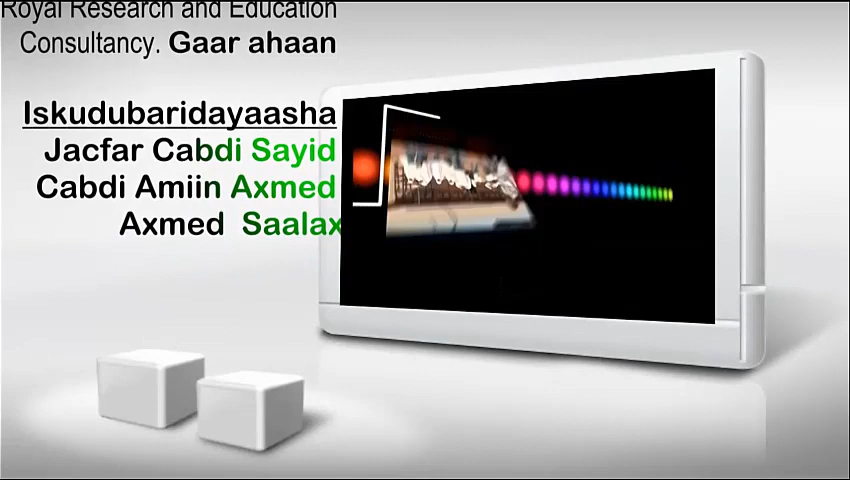 Royal Research and Education
Consultancy. Gaar ahaan
Iskudubaridayaasha
Jacfar Cabdi Sayid
Cabdi Amiin Axmed
Axmed Saalax